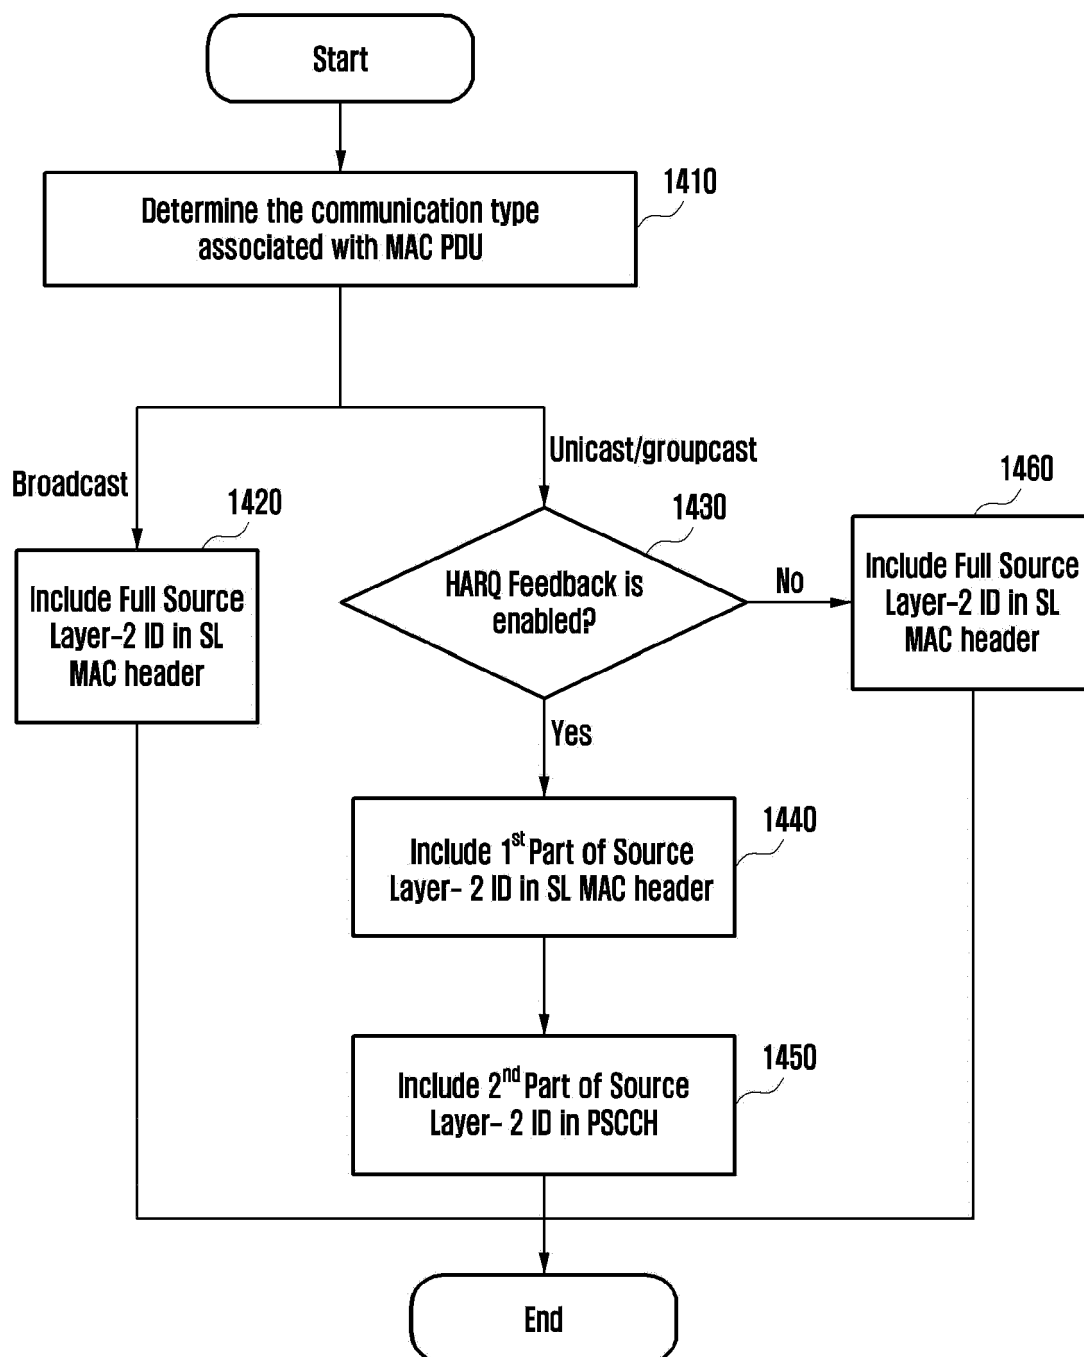 Start
1410
Determine the communication type
associated with MAC PDU
Unicast/groupcast
Broadcast
1420
1430
1460
Include Full Source
Layer-2 ID in SL
MAC header
HARQ Feedback is
enabled?
No
Include Full Source
Layer-2 ID in SL
MAC header
Yes
1440
Include 1st Part of Source
Layer- 2 ID in SL MAC header
1450
Include 2nd Part of Source
Layer- 2 ID in PSCCH
End